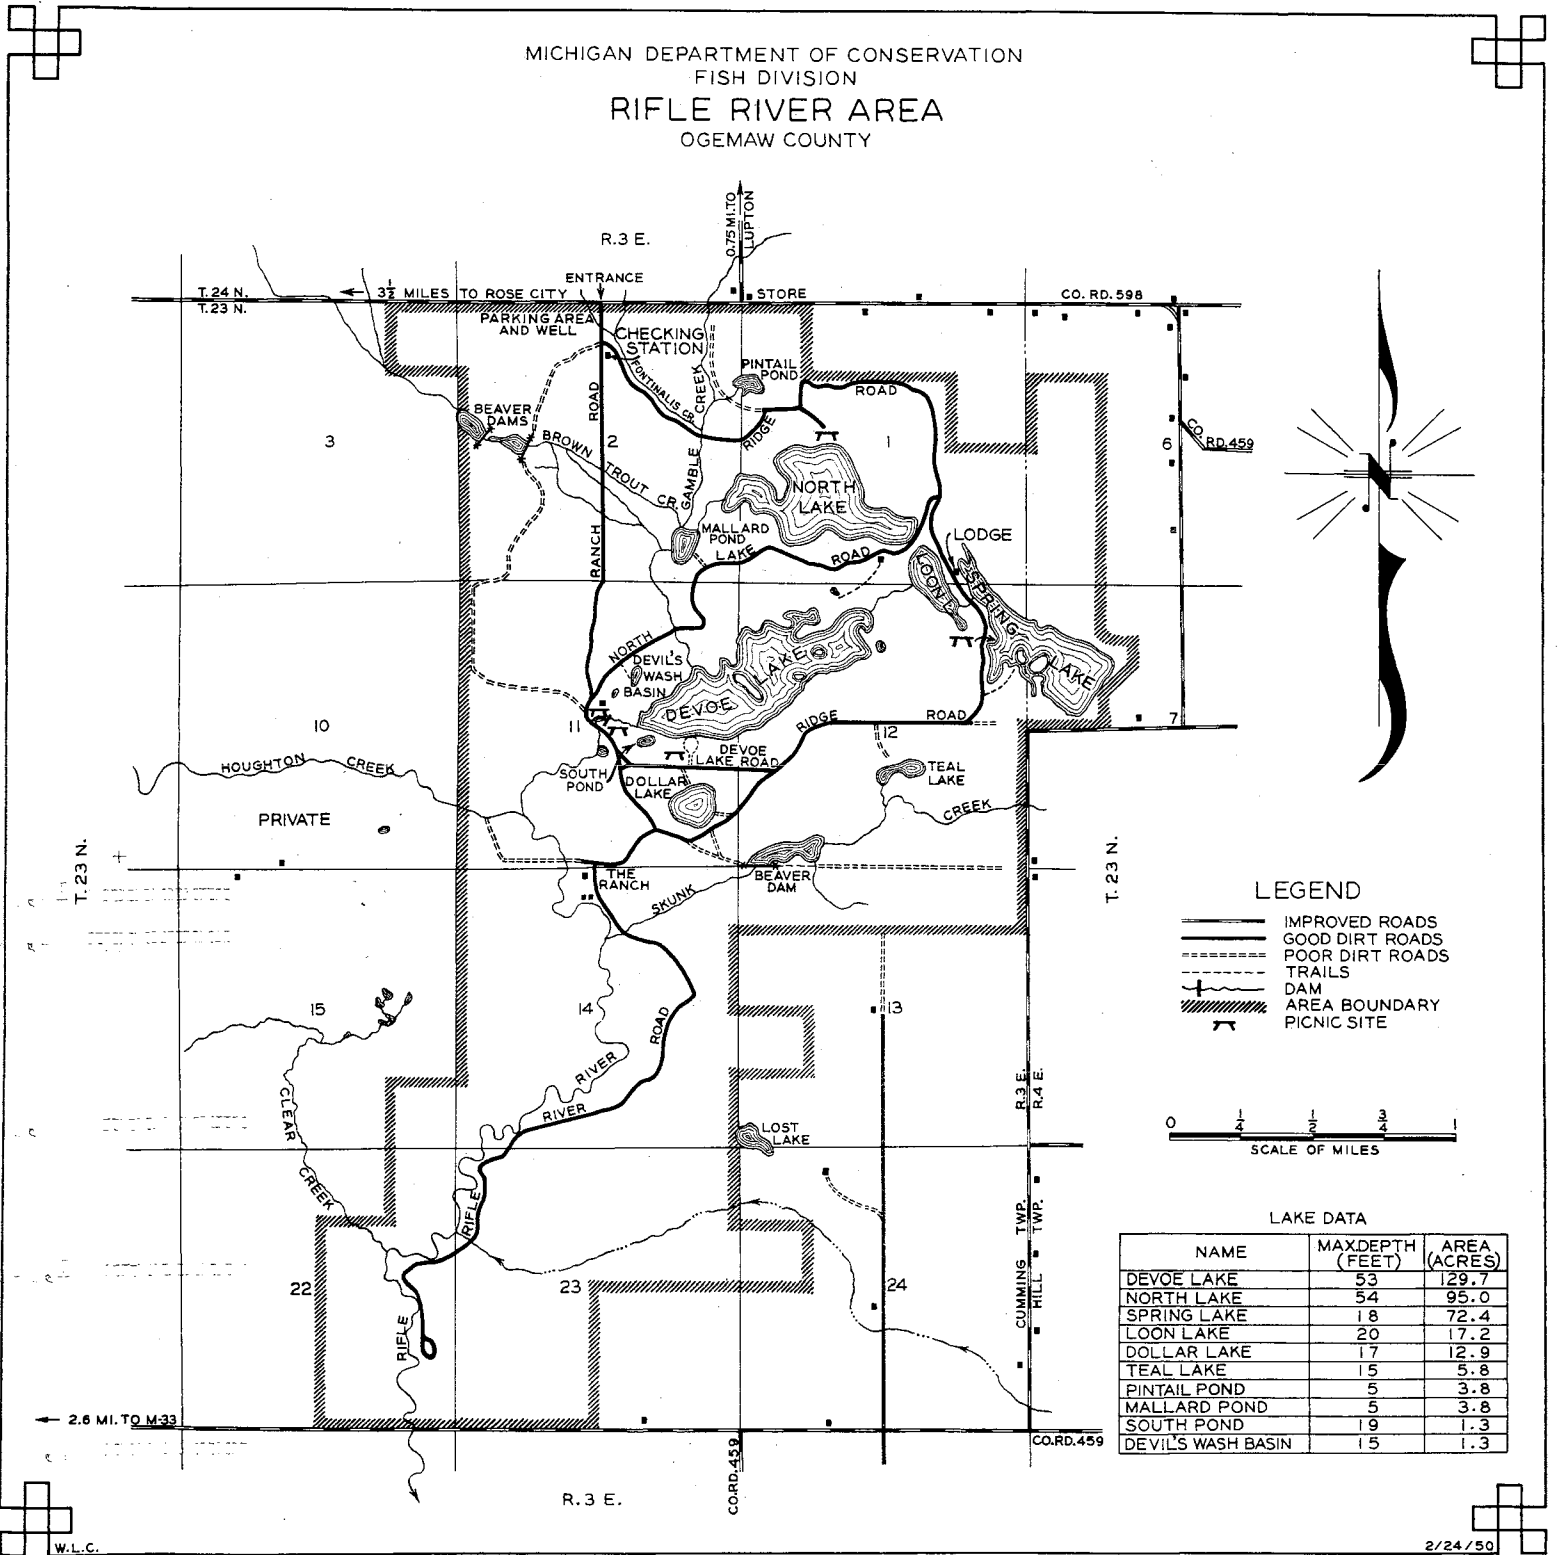 MICHIGAN DEPARTMENT OF CONSERVATION
FISH DIVISION
RIFLE RIVER AREA
OGEMAW COUNTY
0.75 MI. TO
LUPTON
R.3 E.
ENTRANCE
T. 24 N.
T. 23 N.
3½ MILES TO ROSE CITY
STORE
CO. RD. 598
PARKING AREA
AND WELL
CHECKING
STATION
PINTAIL
POND
FONTINALIS CR.
ROAD
CREEK
ROAD
BEAVER
DAMS
RIDGE
3
2
1
6
CO.
RD.459
BROWN TROUT CR.
GAMBLE
NORTH
LAKE
N
MALLARD
POND
LAKE
ROAD
LODGE
RANCH
LOON L.
SPRING
LAKE
NORTH
DEVIL'S
WASH
BASIN
DEVOE
LAKE
RIDGE
ROAD
7
10
11
12
HOUGHTON CREEK
SOUTH
POND
DEVOE
LAKE ROAD
DOLLAR
LAKE
TEAL
LAKE
CREEK
PRIVATE
T. 23 N.
T. 23 N.
THE
RANCH
BEAVER
DAM
SKUNK
LEGEND
IMPROVED ROADS
GOOD DIRT ROADS
POOR DIRT ROADS
TRAILS
DAM
AREA BOUNDARY
PICNIC SITE
15
14
13
ROAD
RIVER
RIVER
CLEAR
CREEK
R.3 E.
R.4 E.
LOST
LAKE
0 ¼ ½ ¾ 1
SCALE OF MILES
RIFLE
CUMMING TWP.
HILL TWP.
22
23
24
RIFLE
LAKE DATA
NAME MAX.DEPTH (FEET) AREA (ACRES)
DEVOE LAKE 53 129.7
NORTH LAKE 54 95.0
SPRING LAKE 18 72.4
LOON LAKE 20 17.2
DOLLAR LAKE 17 12.9
TEAL LAKE 15 5.8
PINTAIL POND 5 3.8
MALLARD POND 5 3.8
SOUTH POND 19 1.3
DEVIL'S WASH BASIN 15 1.3
2.6 MI. TO M-33
CO.RD.459
CO.RD.459
R.3 E.
W.L.C.
2/24/50